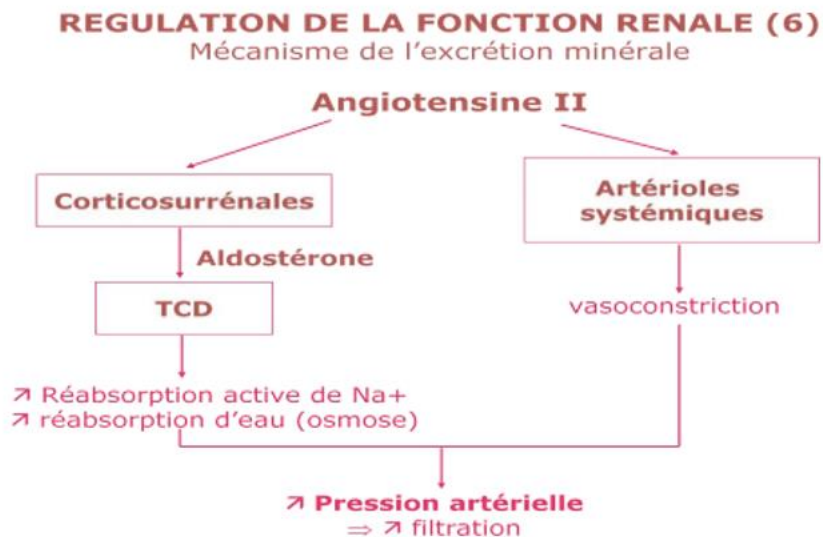 REGULATION DE LA FONCTION RENALE (6)
Mécanisme de l'excrétion minérale
Angiotensine II
Corticosurrénales
Aldostérone
TCD
↗ Réabsorption active de Na+
↗ réabsorption d'eau (osmose)
Artérioles
systémiques
vasoconstriction
↗ Pression artérielle
⇒ ↗ filtration